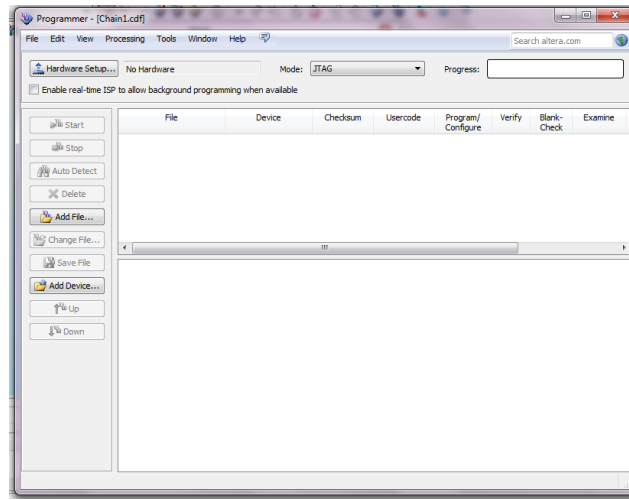 Programmer - [Chain1.cdf]
File Edit View Processing Tools Window Help
Search altera.com
Hardware Setup... No Hardware Mode: JTAG Progress:
Enable real-time ISP to allow background programming when available
File Device Checksum Usercode Program/ Configure Verify Blank- Check Examine
Start
Stop
Auto Detect
Delete
Add File...
Change File...
Save File
Add Device...
Up
Down